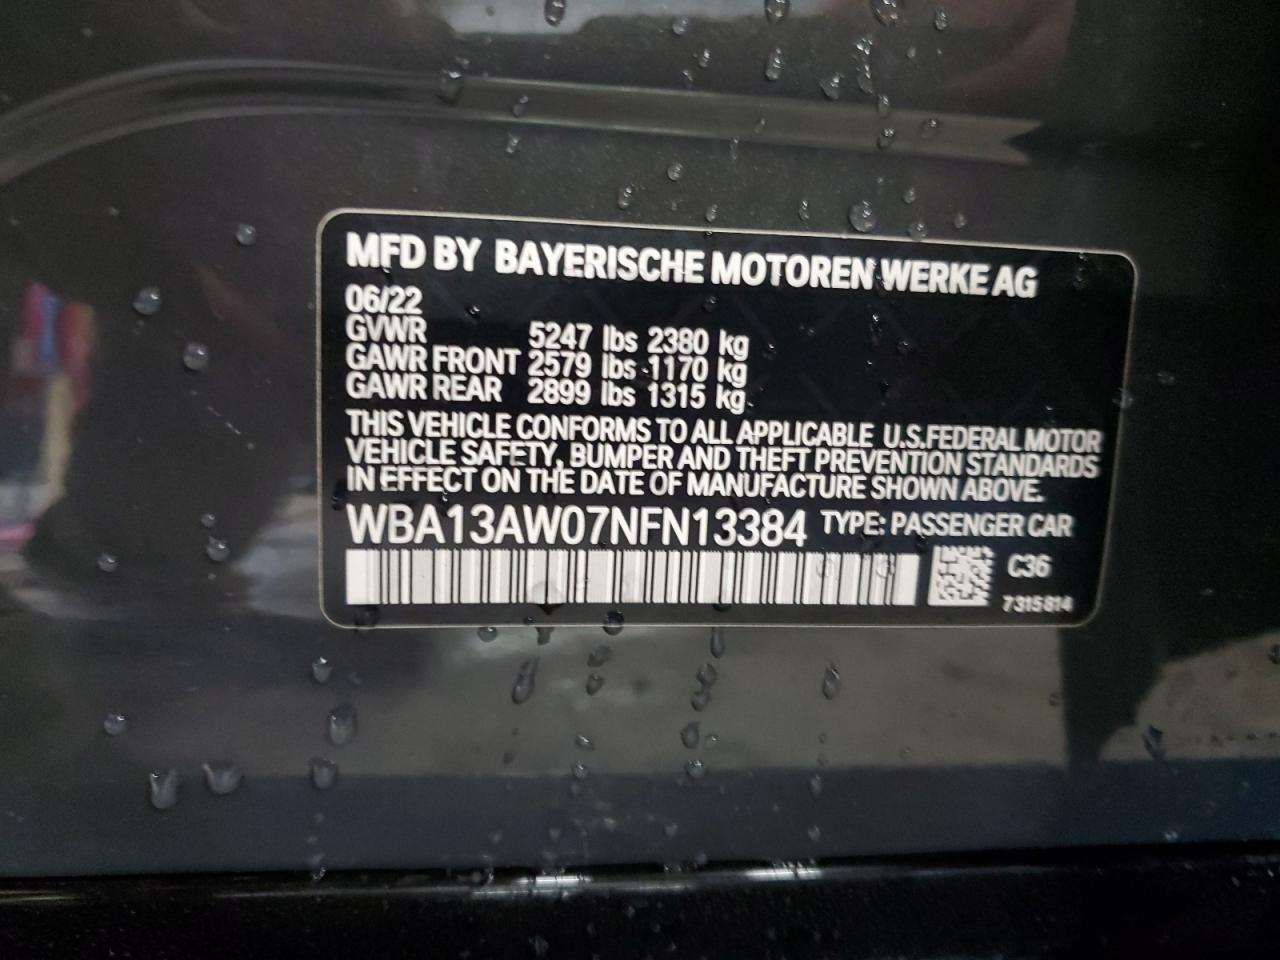 MFD BY BAYERISCHE MOTOREN WERKE AG
06/22
GVWR 5247 lbs 2380 kg
GAWR FRONT 2579 lbs 1170 kg
GAWR REAR 2899 lbs 1315 kg
THIS VEHICLE CONFORMS TO ALL APPLICABLE U.S.FEDERAL MOTOR
VEHICLE SAFETY, BUMPER AND THEFT PREVENTION STANDARDS
IN EFFECT ON THE DATE OF MANUFACTURE SHOWN ABOVE.
WBA13AW07NFN13384 TYPE: PASSENGER CAR
C36
7315814